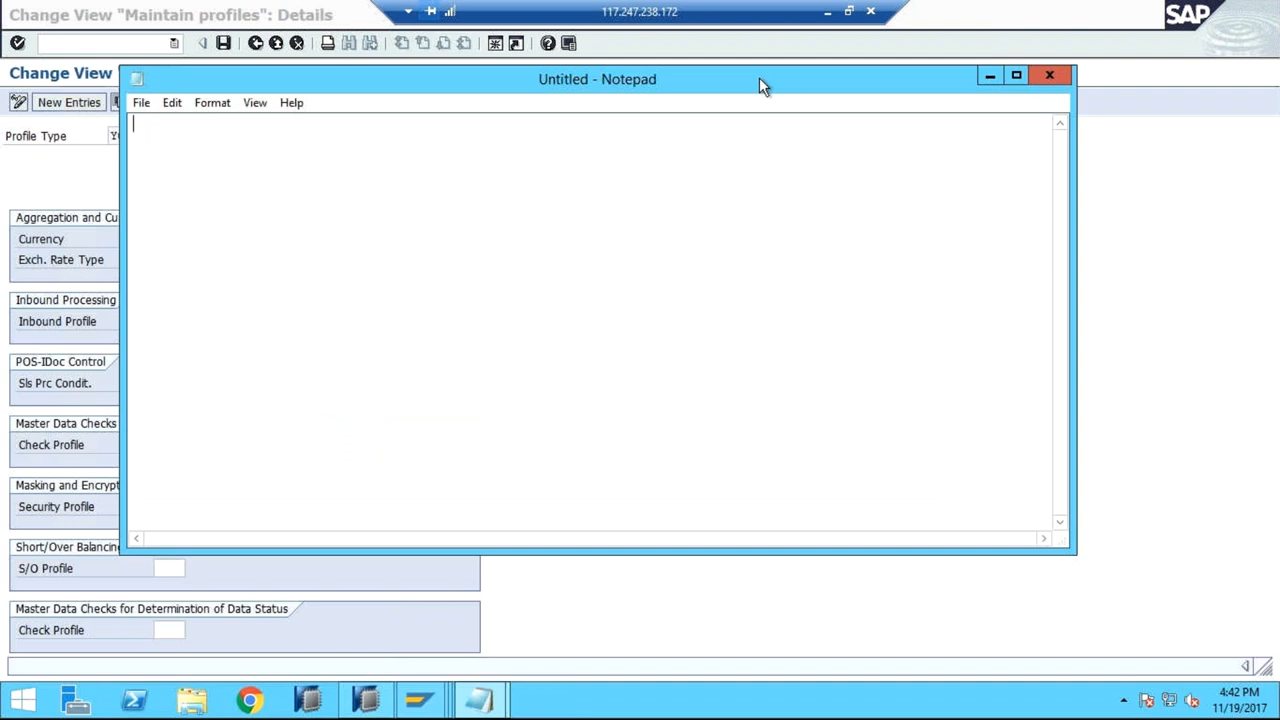 Change View "Maintain profiles": Details
117.247.238.172
SAP
Change View
Untitled - Notepad
New Entries
File Edit Format View Help
Profile Type
Aggregation and Cu
Currency
Exch. Rate Type
Inbound Processing
Inbound Profile
POS-IDoc Control
Sls Prc Condit.
Master Data Checks
Check Profile
Masking and Encrypt
Security Profile
Short/Over Balancing
S/O Profile
Master Data Checks for Determination of Data Status
Check Profile
4:42 PM
11/19/2017